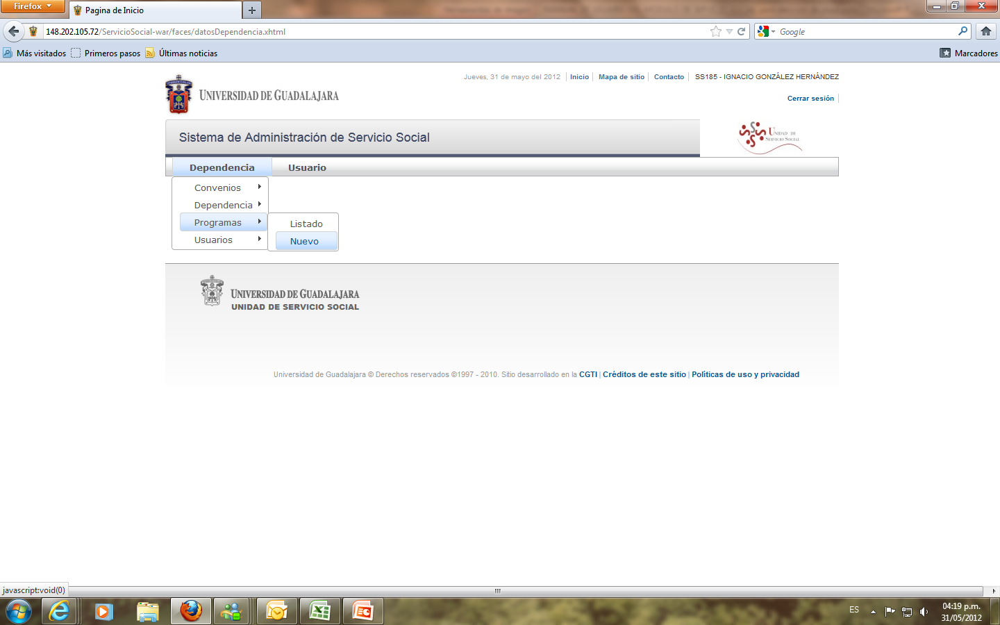 Firefox
Pagina de Inicio
148.202.105.72/ServicioSocial-war/faces/datosDependencia.xhtml
Google
Más visitados
Primeros pasos
Últimas noticias
Marcadores
Jueves, 31 de mayo del 2012
Inicio
Mapa de sitio
Contacto
SS185 - IGNACIO GONZÁLEZ HERNÁNDEZ
UNIVERSIDAD DE GUADALAJARA
Cerrar sesión
Sistema de Administración de Servicio Social
UNIDAD DE
SERVICIO SOCIAL
Dependencia
Usuario
Convenios
Dependencia
Programas
Listado
Usuarios
Nuevo
UNIVERSIDAD DE GUADALAJARA
UNIDAD DE SERVICIO SOCIAL
Universidad de Guadalajara © Derechos reservados ©1997 - 2010. Sitio desarrollado en la CGTI | Créditos de este sitio | Políticas de uso y privacidad
javascript:void(0)
ES
04:19 p.m.
31/05/2012